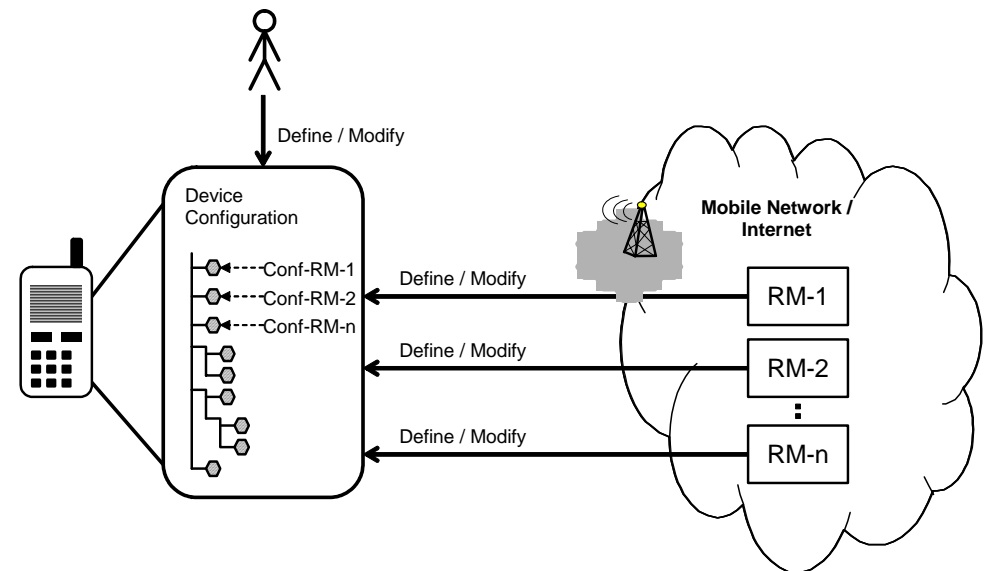 Define / Modify
Device
Configuration
Conf-RM-1
Conf-RM-2
Conf-RM-n
Define / Modify
Define / Modify
Define / Modify
Mobile Network /
Internet
RM-1
RM-2
RM-n